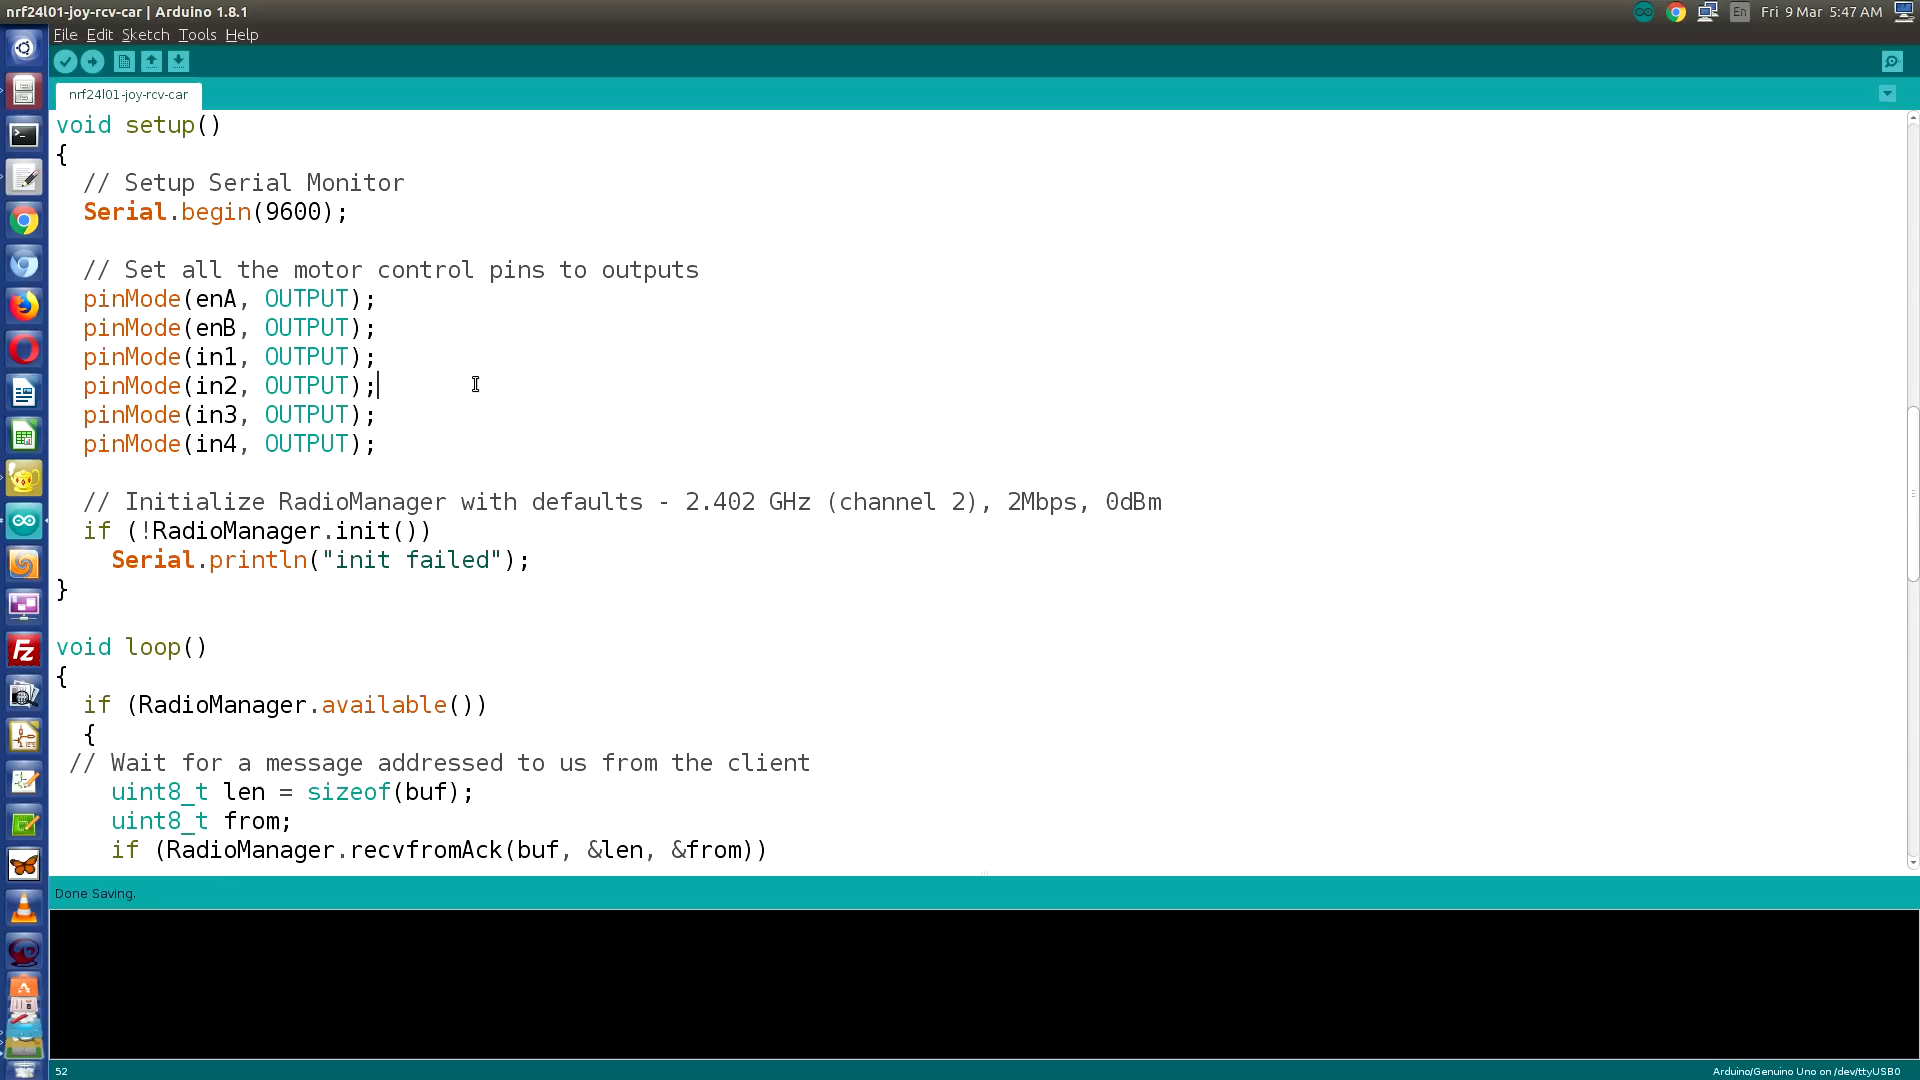 nrf24l01-joy-rcv-car | Arduino 1.8.1
En Fri 9 Mar 5:47 AM
File Edit Sketch Tools Help
nrf24l01-joy-rcv-car
void setup()
{
// Setup Serial Monitor
Serial.begin(9600);
// Set all the motor control pins to outputs
pinMode(enA, OUTPUT);
pinMode(enB, OUTPUT);
pinMode(in1, OUTPUT);
pinMode(in2, OUTPUT);
pinMode(in3, OUTPUT);
pinMode(in4, OUTPUT);
// Initialize RadioManager with defaults - 2.402 GHz (channel 2), 2Mbps, 0dBm
if (!RadioManager.init())
Serial.println("init failed");
}
void loop()
{
if (RadioManager.available())
{
// Wait for a message addressed to us from the client
uint8_t len = sizeof(buf);
uint8_t from;
if (RadioManager.recvfromAck(buf, &len, &from))
Done Saving.
52
Arduino/Genuino Uno on /dev/ttyUSB0
Fz